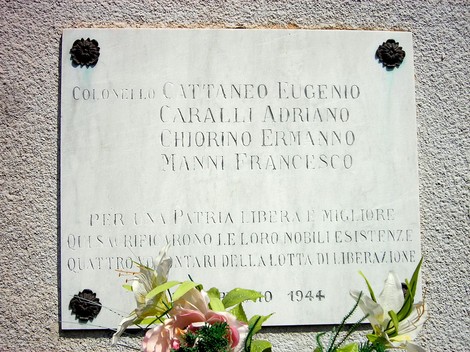 COLONELLO CATTANEO EUGENIO
CARALLI ADRIANO
CHIORINO ERMANNO
MANNI FRANCESCO
PER UNA PATRIA LIBERA E MIGLIORE
QUI SACRIFICARONO LE LORO NOBILI ESISTENZE
QUATTRO VOLONTARI DELLA LOTTA DI LIBERAZIONE
1944